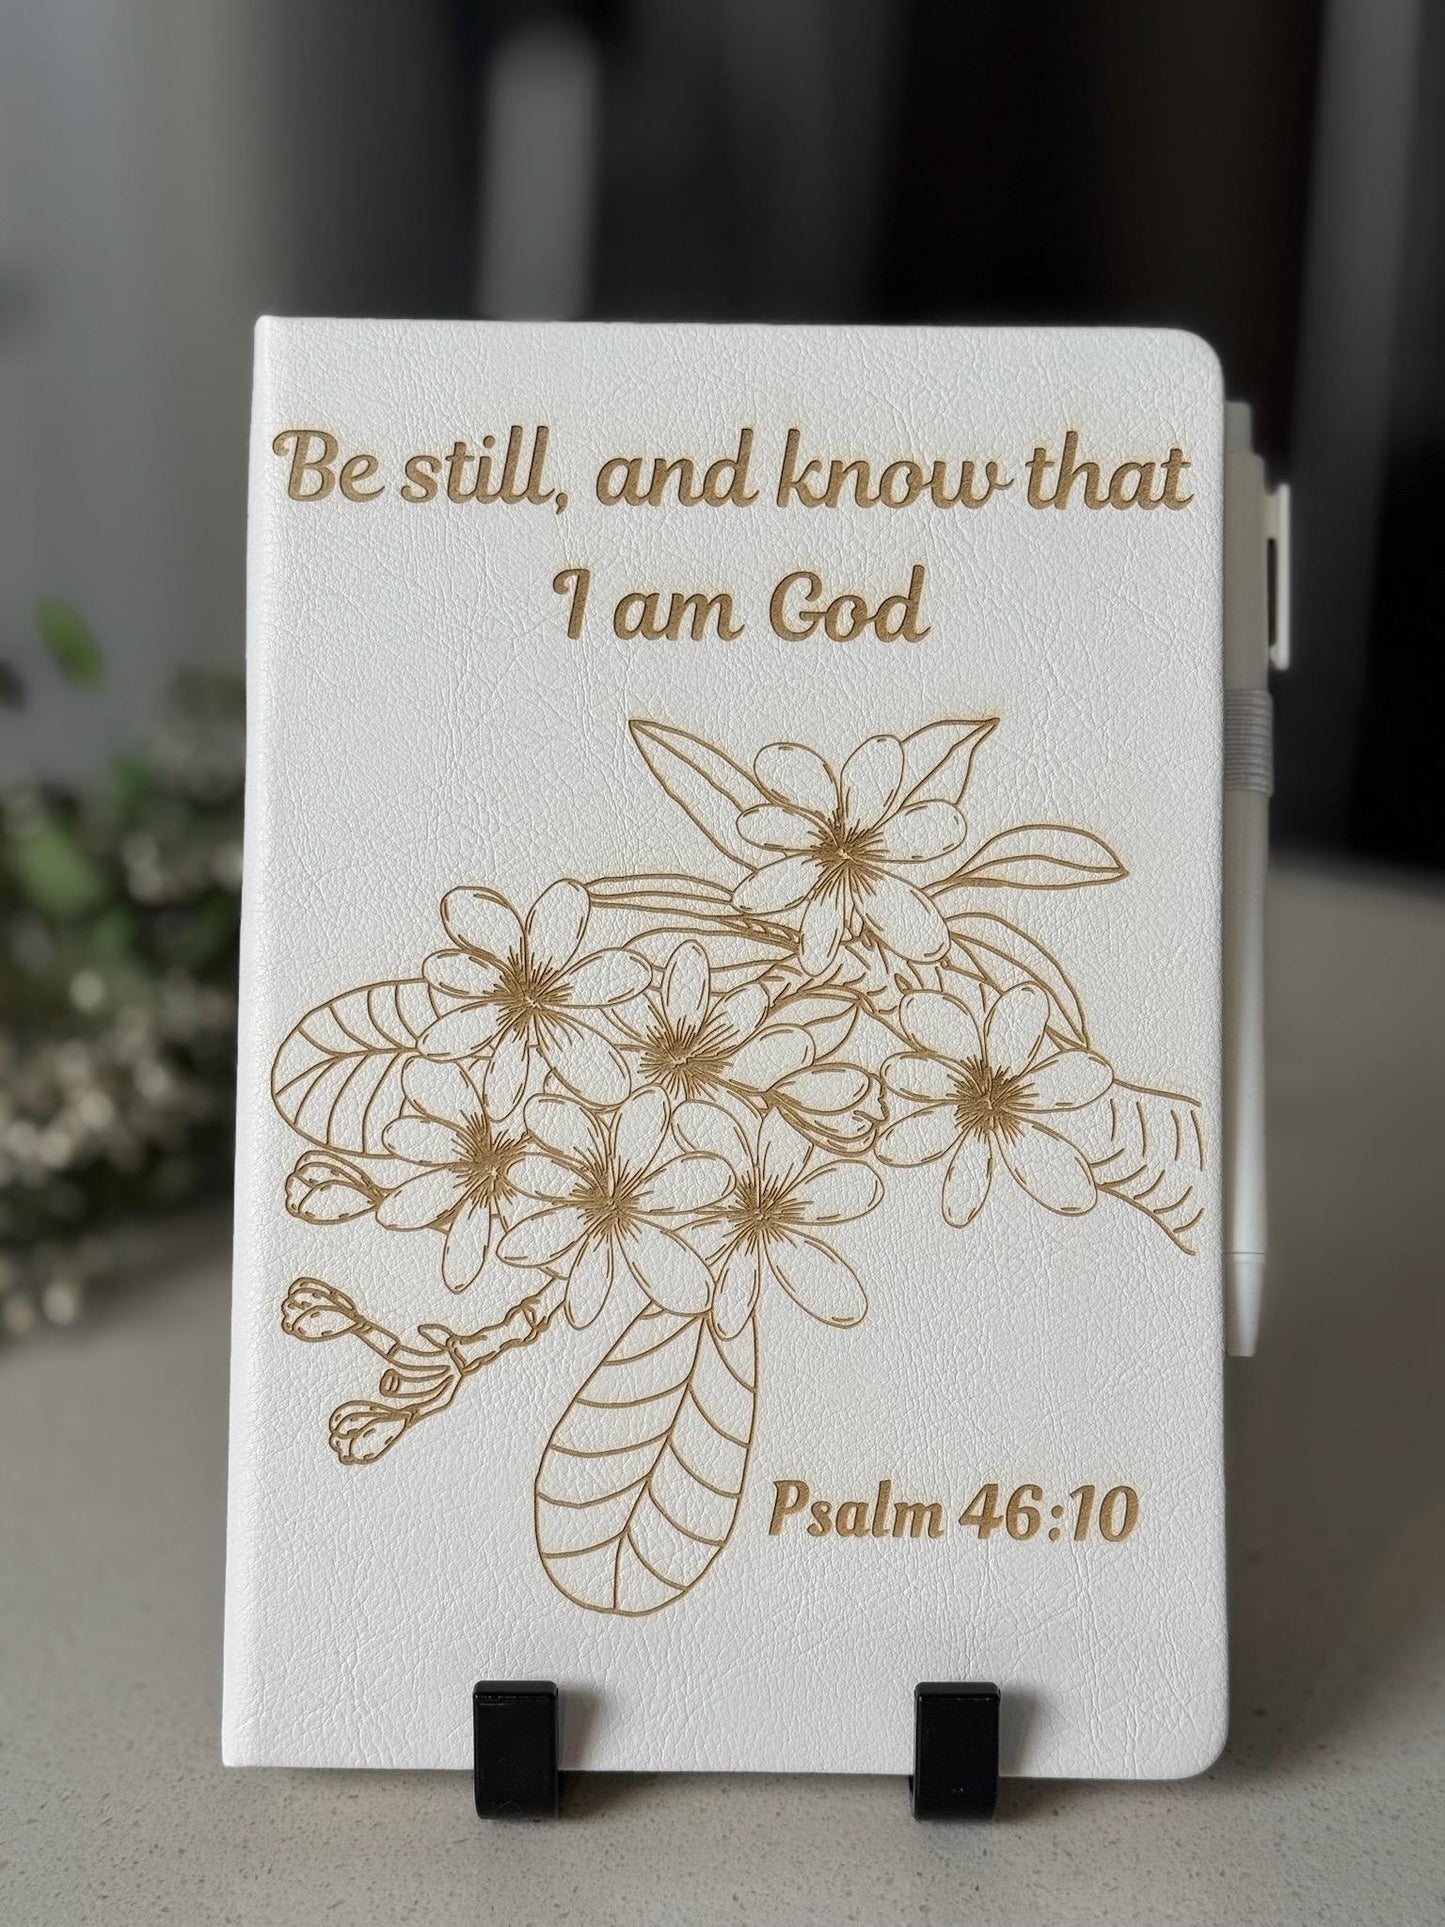 Be still, and know that
I am God
Psalm 46:10